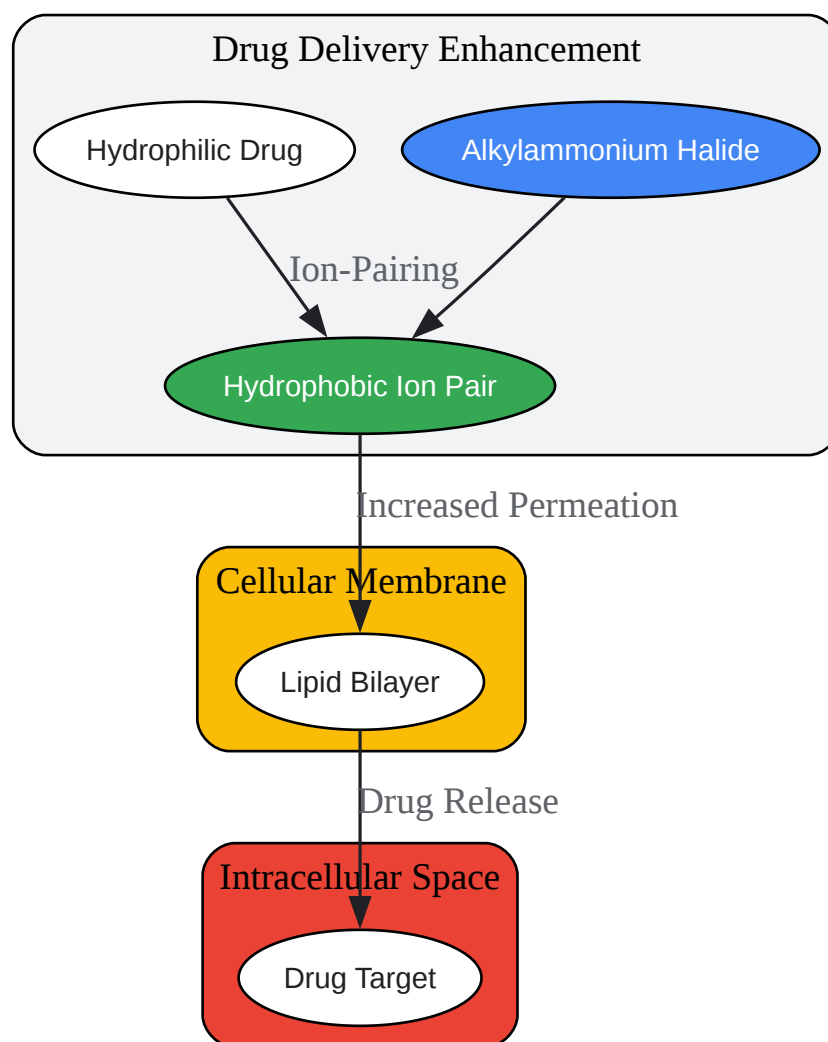 Drug Delivery Enhancement
Hydrophilic Drug
Alkylammonium Halide
Ion-Pairing
Hydrophobic Ion Pair
Increased Permeation
Cellular Membrane
Lipid Bilayer
Drug Release
Intracellular Space
Drug Target